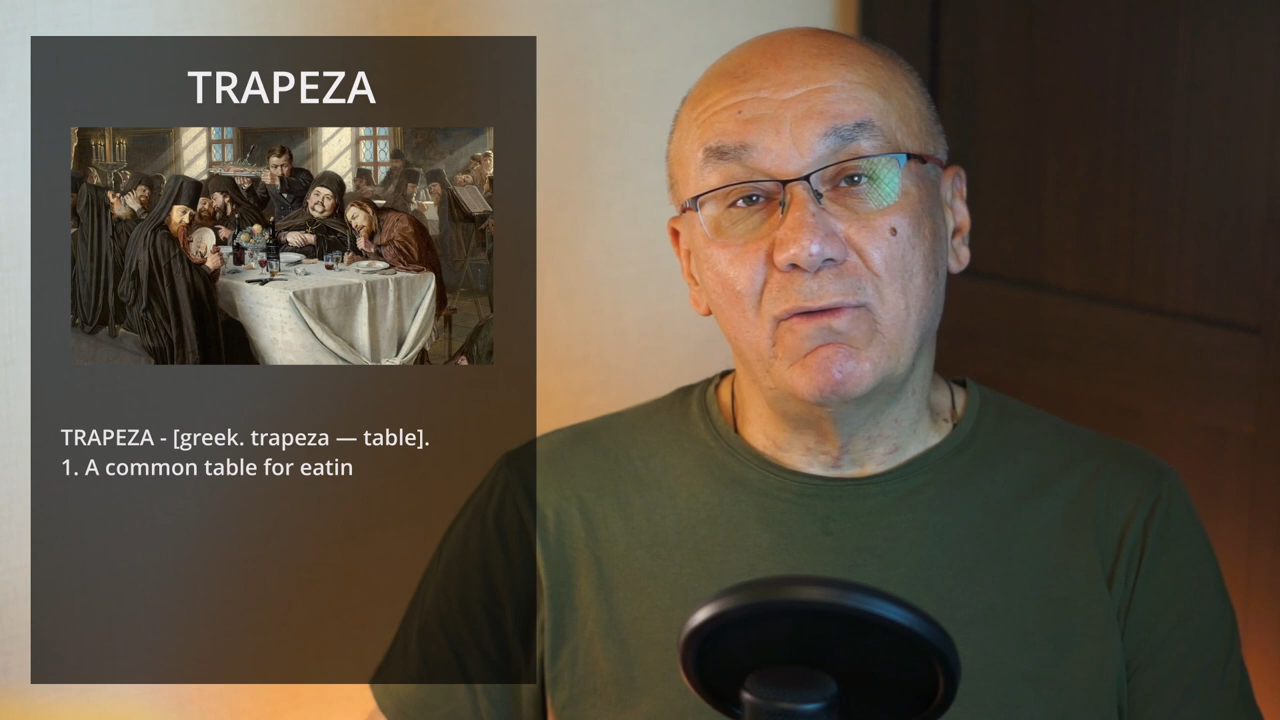 TRAPEZA
TRAPEZA - [greek. trapeza — table].
1. A common table for eatin